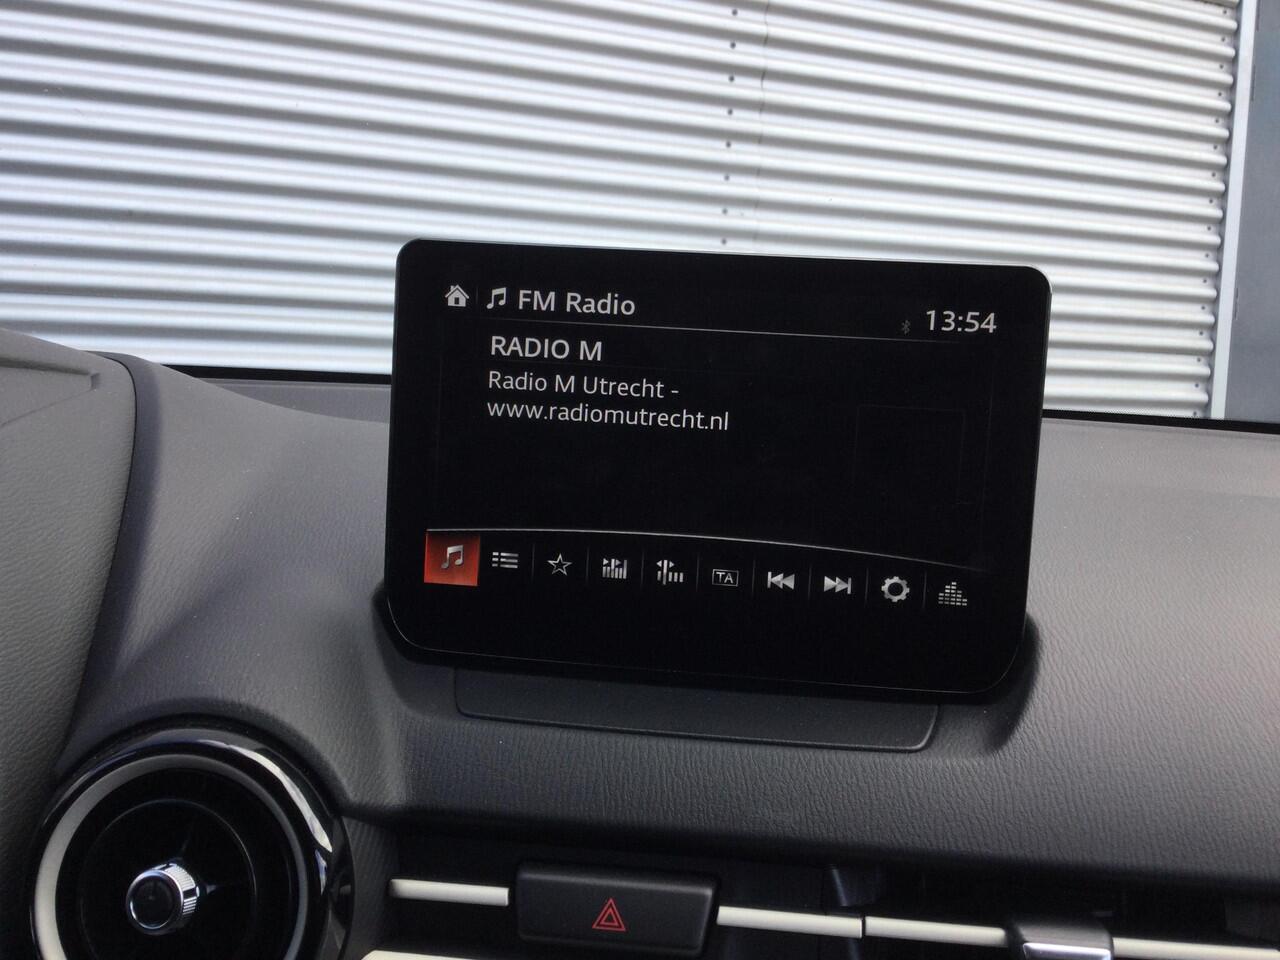 FM Radio
13:54
RADIO M
Radio M Utrecht -
www.radiomutrecht.nl
TA